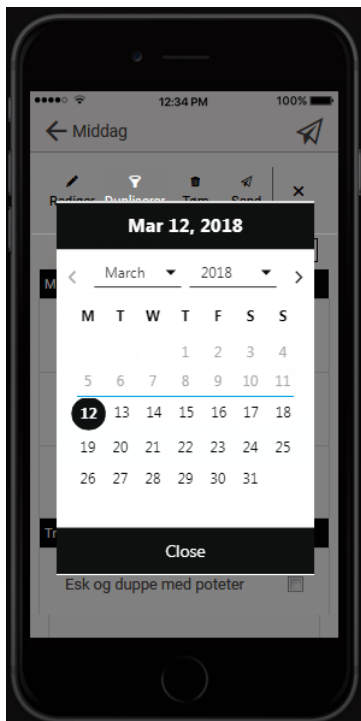 12:34 PM 100%
Middag
Rediger Dupliserer Tøm Send
Mar 12, 2018
March 2018
M T W T F S S
1 2 3 4
5 6 7 8 9 10 11
12 13 14 15 16 17 18
19 20 21 22 23 24 25
26 27 28 29 30 31
Close
Esk og duppe med poteter